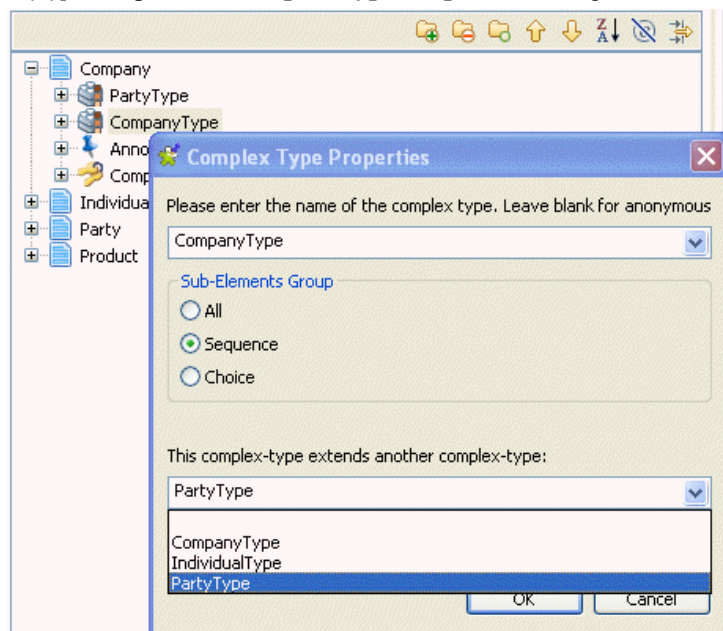 Company
PartyType
CompanyType
Anno
Comp
Individua
Party
Product
Complex Type Properties
Please enter the name of the complex type. Leave blank for anonymous
CompanyType
Sub-Elements Group
All
Sequence
Choice
This complex-type extends another complex-type:
PartyType
CompanyType
IndividualType
PartyType
OK Cancel